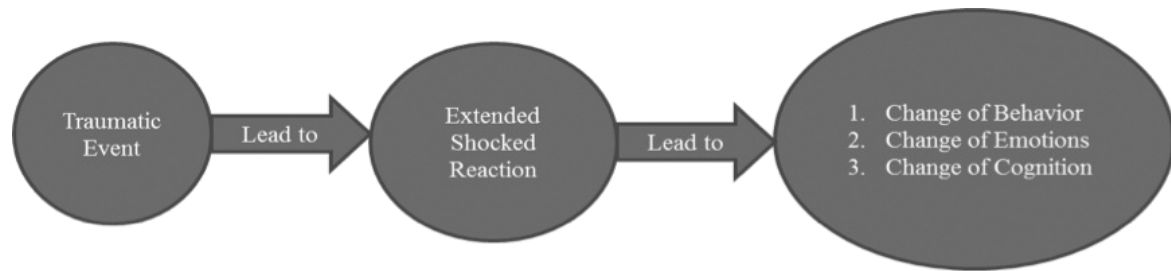 Traumatic
Event
Lead to
Extended
Shocked
Reaction
Lead to
1. Change of Behavior
2. Change of Emotions
3. Change of Cognition